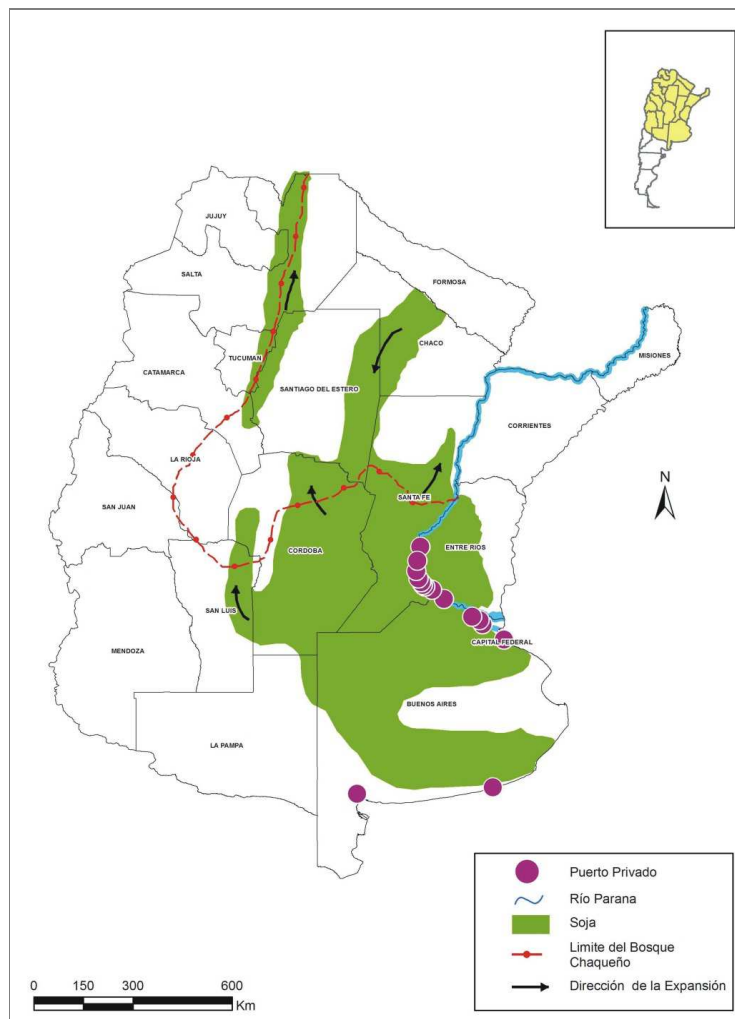 JUJUY
SALTA
FORMOSA
CHACO
TUCUMAN
MISIONES
CATAMARCA
SANTIAGO DEL ESTERO
CORRIENTES
LA RIOJA
N
SANTA FE
SAN JUAN
CORDOBA
ENTRE RIOS
SAN LUIS
CAPITAL FEDERAL
MENDOZA
BUENOS AIRES
LA PAMPA
Puerto Privado
Río Parana
Soja
Limite del Bosque
Chaqueño
Dirección de la Expansión
0 150 300 600
Km